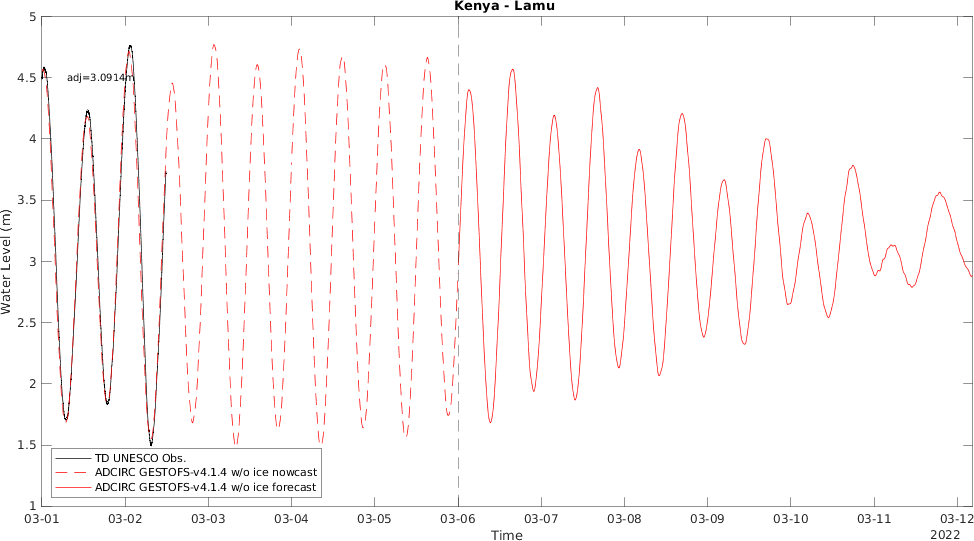 Kenya - Lamu
5
4.5
4
3.5
3
2.5
2
1.5
1
Water Level (m)
adj=3.0914m
TD UNESCO Obs.
ADCIRC GESTOFS-v4.1.4 w/o ice nowcast
ADCIRC GESTOFS-v4.1.4 w/o ice forecast
03-01 03-02 03-03 03-04 03-05 03-06 03-07 03-08 03-09 03-10 03-11 03-12
Time
2022